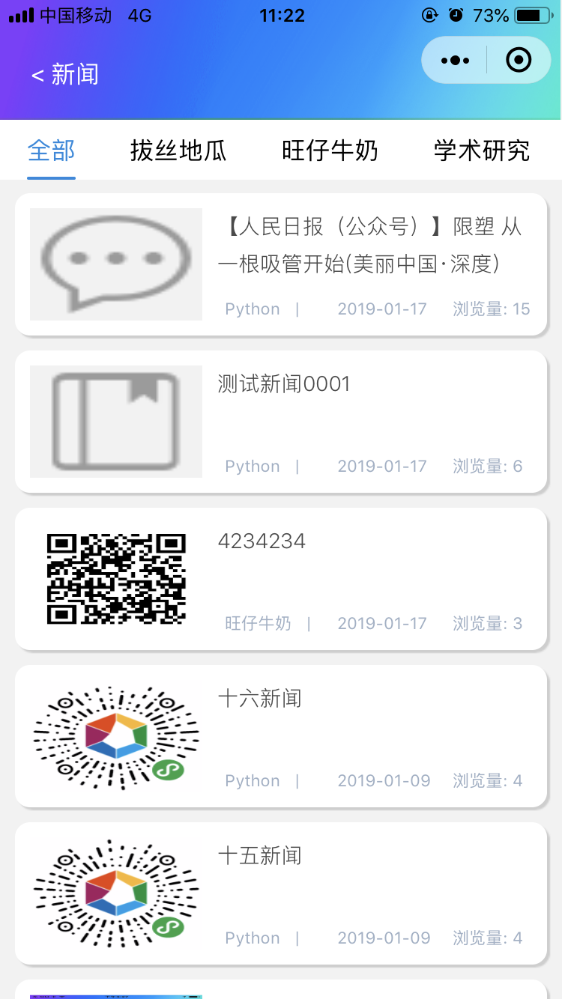 中国移动 4G 11:22 73%
< 新闻
全部 拔丝地瓜 旺仔牛奶 学术研究
【人民日报（公众号）】限塑 从
一根吸管开始(美丽中国·深度)
Python | 2019-01-17 浏览量: 15
测试新闻0001
Python | 2019-01-17 浏览量: 6
4234234
旺仔牛奶 | 2019-01-17 浏览量: 3
十六新闻
Python | 2019-01-09 浏览量: 4
十五新闻
Python | 2019-01-09 浏览量: 4